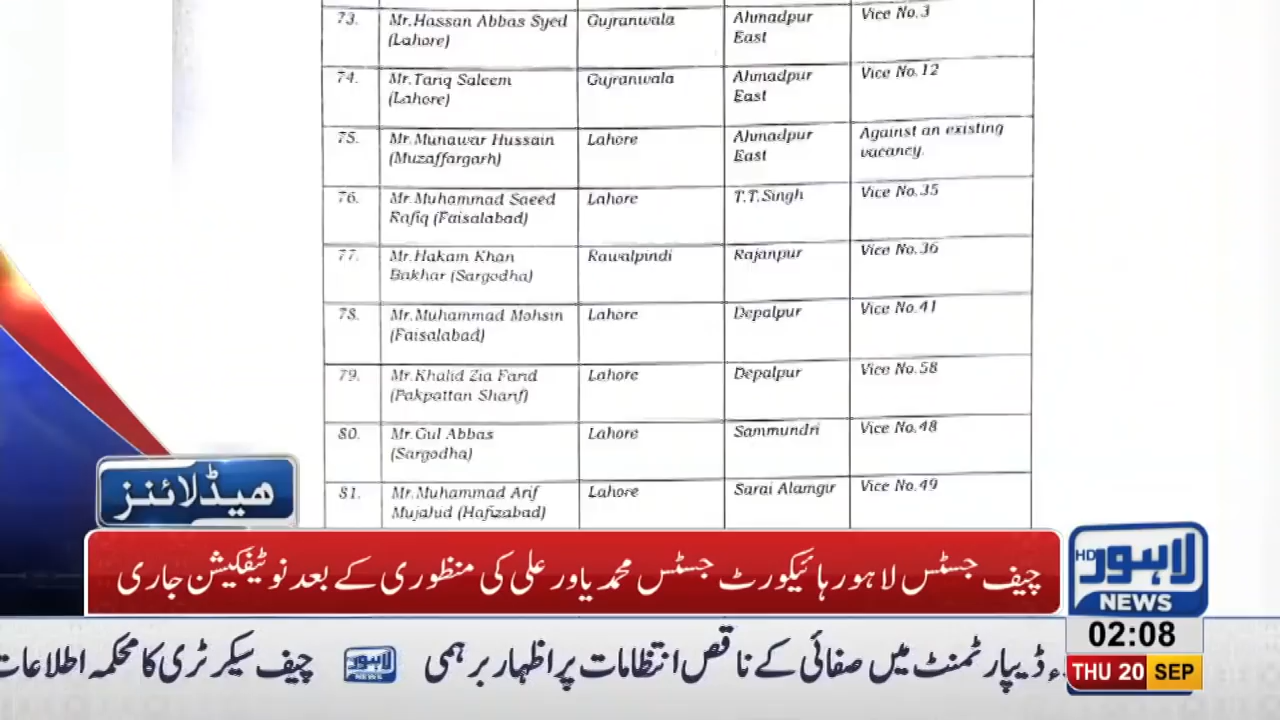 73. Mr.Hassan Abbas Syed Gujranwala Ahmadpur Vice No.3
(Lahore) East
74. Mr.Tariq Saleem Gujranwala Ahmadpur Vice No.12
(Lahore) East
75. Mr.Munawar Hussain Lahore Ahmadpur Against an existing
(Muzaffargarh) East vacancy.
76. Mr.Muhammad Saeed Lahore T.T.Singh Vice No.35
Rafiq (Faisalabad)
77. Mr.Hakam Khan Rawalpindi Rajanpur Vice No.36
Bakhar (Sargodha)
78. Mr.Muhammad Mohsin Lahore Depalpur Vice No.41
(Faisalabad)
79. Mr.Khalid Zia Farid Lahore Depalpur Vice No.58
(Pakpattan Sharif)
80. Mr.Gul Abbas Lahore Sammundri Vice No.48
(Sargodha)
81. Mr.Muhammad Arif Lahore Sarai Alamgir Vice No.49
Mujahid (Hafizabad)
ھیڈلائنز
چیف جسٹس لاہور ہائیکورٹ جسٹس محمد یاور علی کی منظوری کے بعد نوٹیفکیشن جاری
لاہور HD
NEWS
02:08
THU 20 SEP
ڈیپارٹمنٹ میں صفائی کے ناقص انتظامات پر اظہار برہمی لاہور NEWS چیف سیکرٹری کا محکمہ اطلاعات